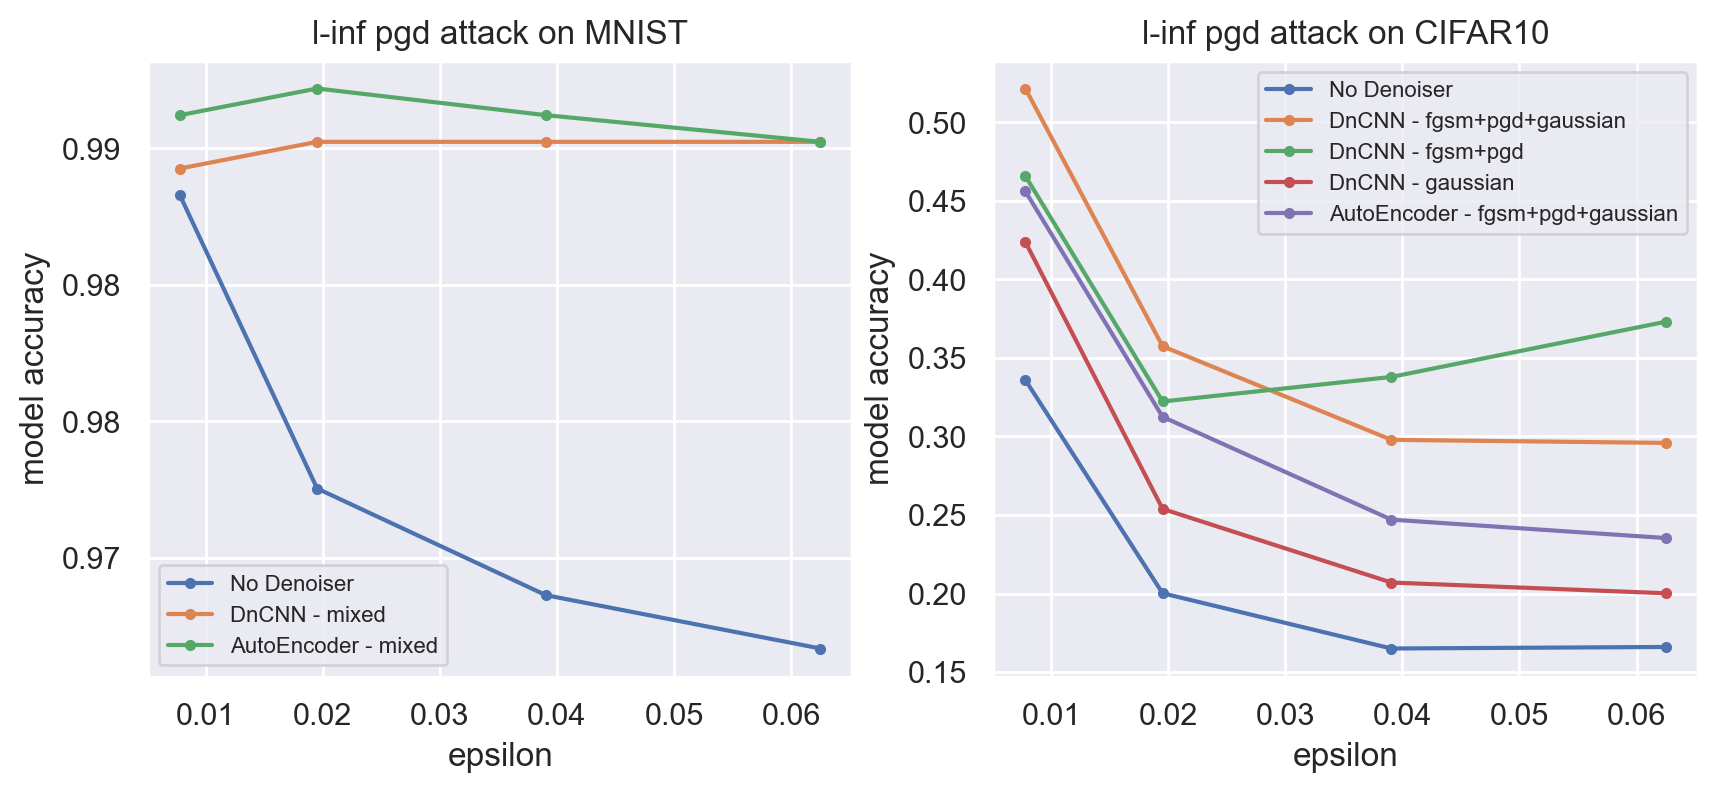 l-inf pgd attack on MNIST
model accuracy
0.99
0.98
0.98
0.97
No Denoiser
DnCNN - mixed
AutoEncoder - mixed
0.01 0.02 0.03 0.04 0.05 0.06
epsilon
l-inf pgd attack on CIFAR10
model accuracy
0.50
0.45
0.40
0.35
0.30
0.25
0.20
0.15
No Denoiser
DnCNN - fgsm+pgd+gaussian
DnCNN - fgsm+pgd
DnCNN - gaussian
AutoEncoder - fgsm+pgd+gaussian
0.01 0.02 0.03 0.04 0.05 0.06
epsilon